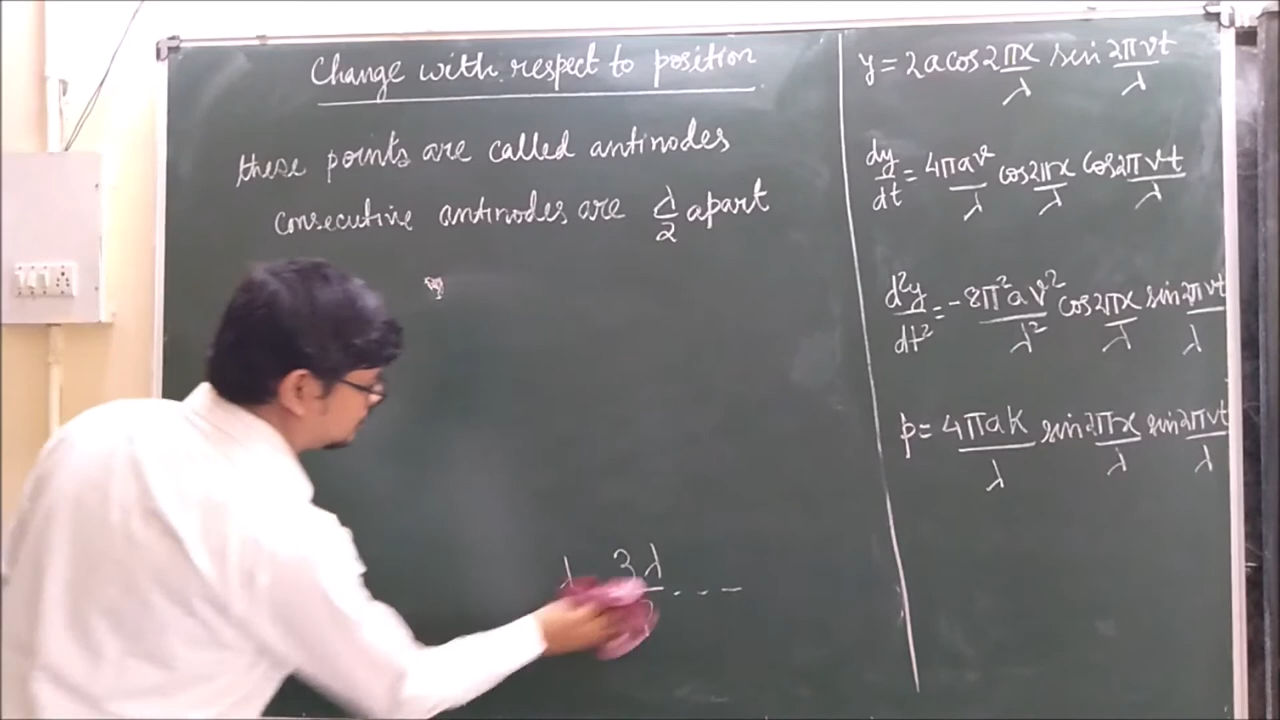 Change with respect to position
these points are called antinodes
consecutive antinodes are λ/2 apart
λ 3λ/2 . - - -
y = 2a cos 2πx/λ sin 2πvt/λ
dy/dt = 4πav/λ cos 2πx/λ cos 2πvt/λ
d²y/dt² = -8π²av²/λ² cos 2πx/λ sin 2πvt/λ
p = 4πak/λ sin 2πx/λ sin 2πvt/λ